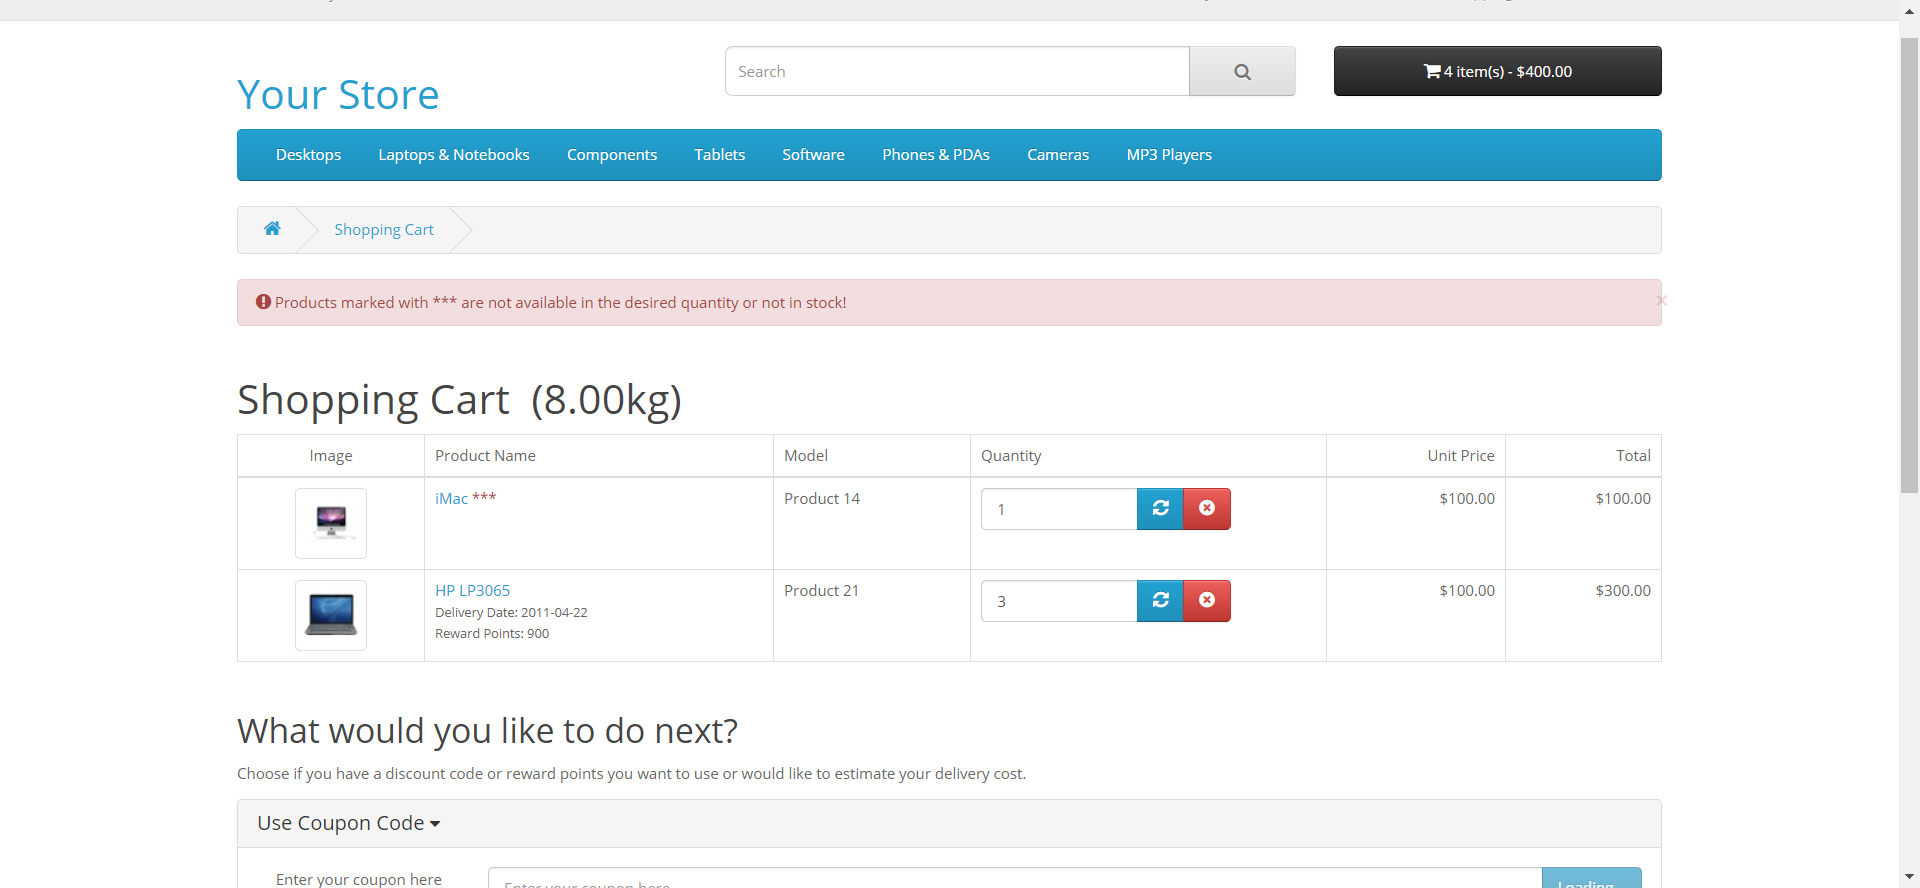 Search
4 item(s) - $400.00
Your Store
Desktops Laptops & Notebooks Components Tablets Software Phones & PDAs Cameras MP3 Players
Shopping Cart
Products marked with *** are not available in the desired quantity or not in stock!
×
Shopping Cart (8.00kg)
Image Product Name Model Quantity Unit Price Total
iMac *** Product 14 1 $100.00 $100.00
HP LP3065 Product 21 3 $100.00 $300.00
Delivery Date: 2011-04-22
Reward Points: 900
What would you like to do next?
Choose if you have a discount code or reward points you want to use or would like to estimate your delivery cost.
Use Coupon Code
Enter your coupon here Enter your coupon here Loading...